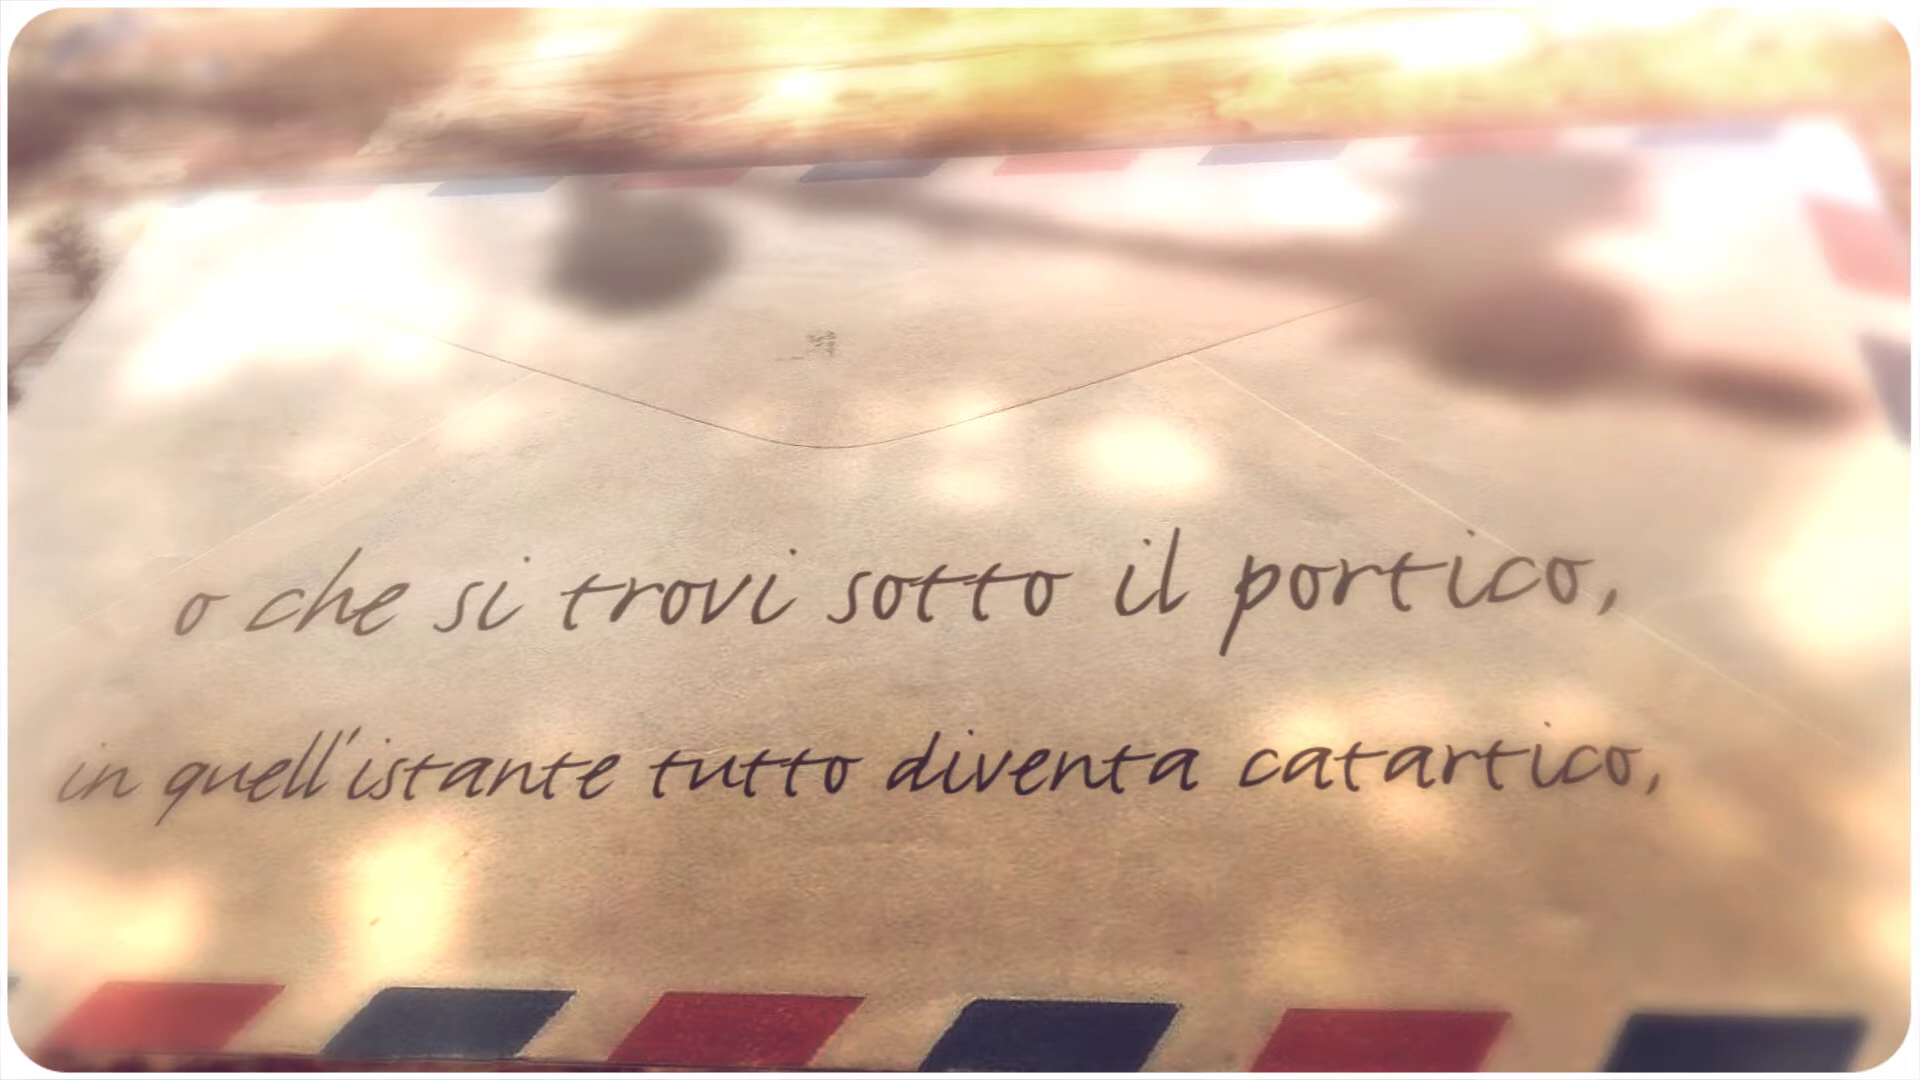 o che si trovi sotto il portico,
in quell'istante tutto diventa catartico,